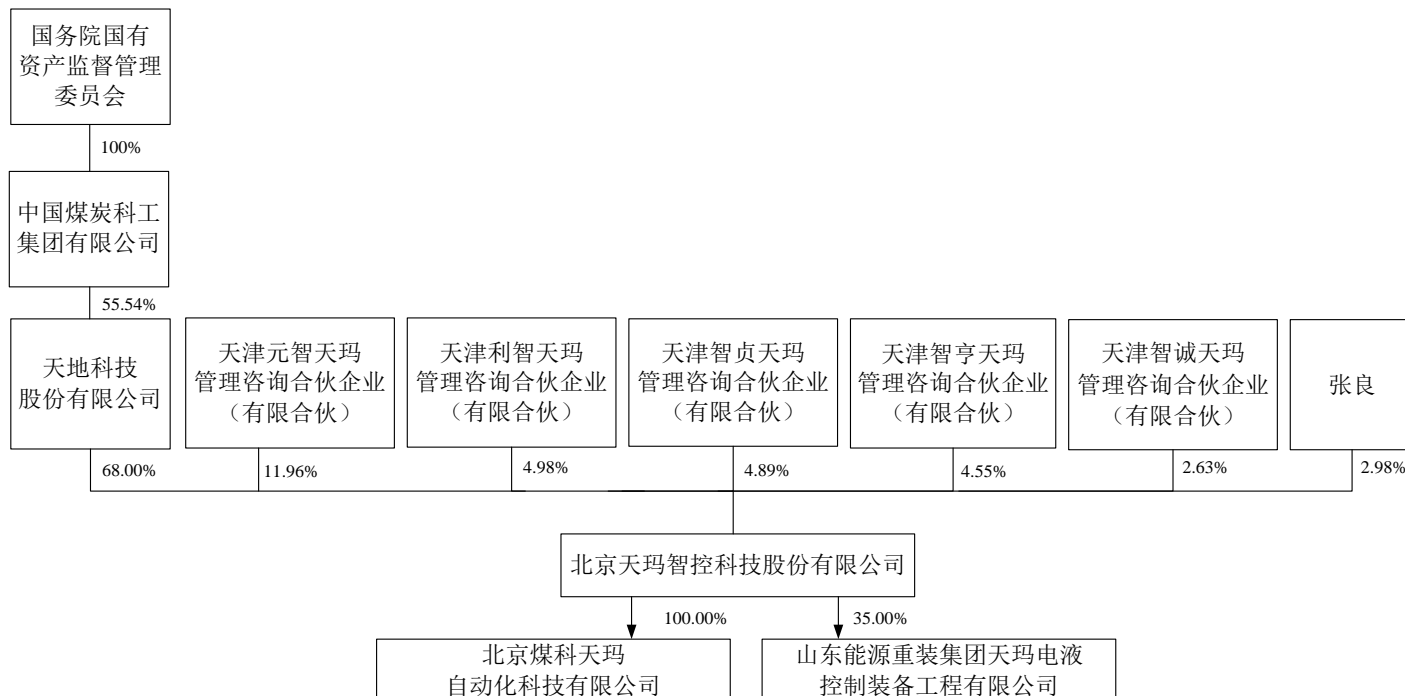 国务院国有
资产监督管理
委员会
100%
中国煤炭科工
集团有限公司
55.54%
天地科技
股份有限公司
天津元智天玛
管理咨询合伙企业
（有限合伙）
天津利智天玛
管理咨询合伙企业
（有限合伙）
天津智贞天玛
管理咨询合伙企业
（有限合伙）
天津智亨天玛
管理咨询合伙企业
（有限合伙）
天津智诚天玛
管理咨询合伙企业
（有限合伙）
张良
68.00%
11.96%
4.98%
4.89%
4.55%
2.63%
2.98%
北京天玛智控科技股份有限公司
100.00%
35.00%
北京煤科天玛
自动化科技有限公司
山东能源重装集团天玛电液
控制装备工程有限公司